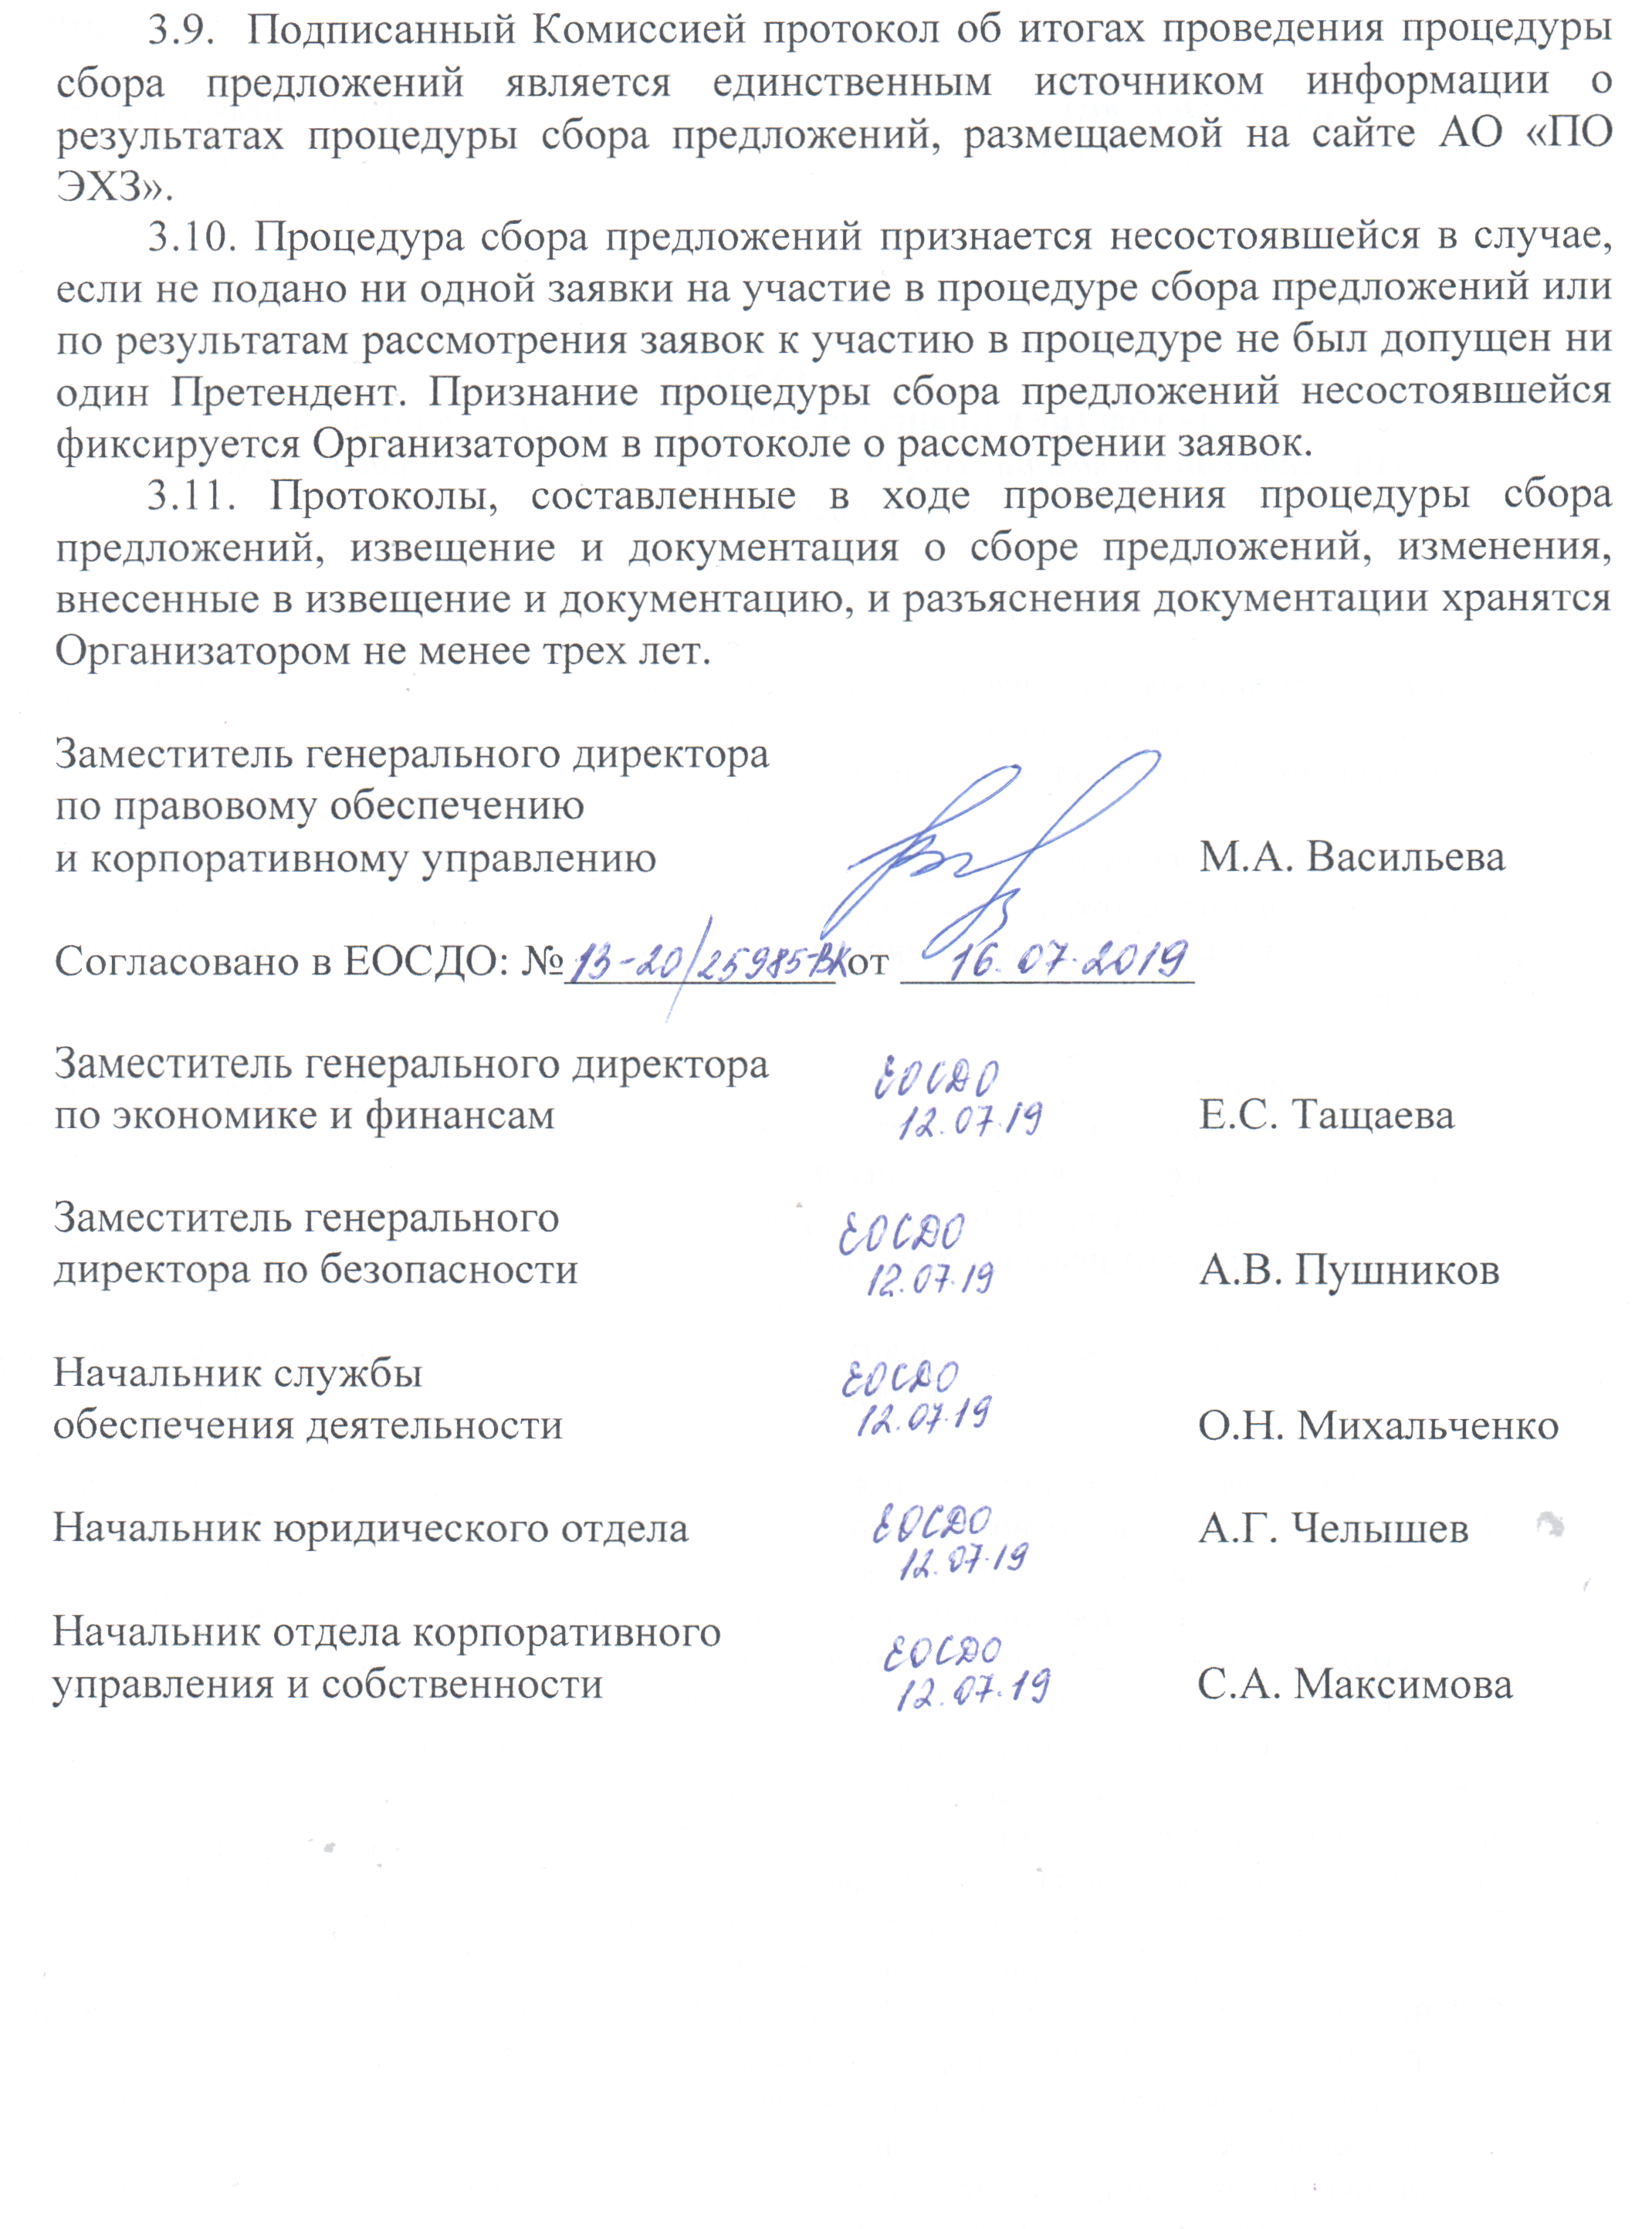 3.9. Подписанный Комиссией протокол об итогах проведения процедуры
сбора предложений является единственным источником информации о
результатах процедуры сбора предложений, размещаемой на сайте АО «ПО
ЭХЗ».
3.10. Процедура сбора предложений признается несостоявшейся в случае,
если не подано ни одной заявки на участие в процедуре сбора предложений или
по результатам рассмотрения заявок к участию в процедуре не был допущен ни
один Претендент. Признание процедуры сбора предложений несостоявшейся
фиксируется Организатором в протоколе о рассмотрении заявок.
3.11. Протоколы, составленные в ходе проведения процедуры сбора
предложений, извещение и документация о сборе предложений, изменения,
внесенные в извещение и документацию, и разъяснения документации хранятся
Организатором не менее трех лет.
Заместитель генерального директора
по правовому обеспечению
и корпоративному управлению М.А. Васильева
Согласовано в ЕОСДО: № 13-20/25985-ВК от 16.07.2019
Заместитель генерального директора ЕОСДО
по экономике и финансам 12.07.19 Е.С. Тащаева
Заместитель генерального ЕОСДО
директора по безопасности 12.07.19 А.В. Пушников
Начальник службы ЕОСДО
обеспечения деятельности 12.07.19 О.Н. Михальченко
Начальник юридического отдела ЕОСДО А.Г. Челышев
12.07.19
Начальник отдела корпоративного ЕОСДО
управления и собственности 12.07.19 С.А. Максимова